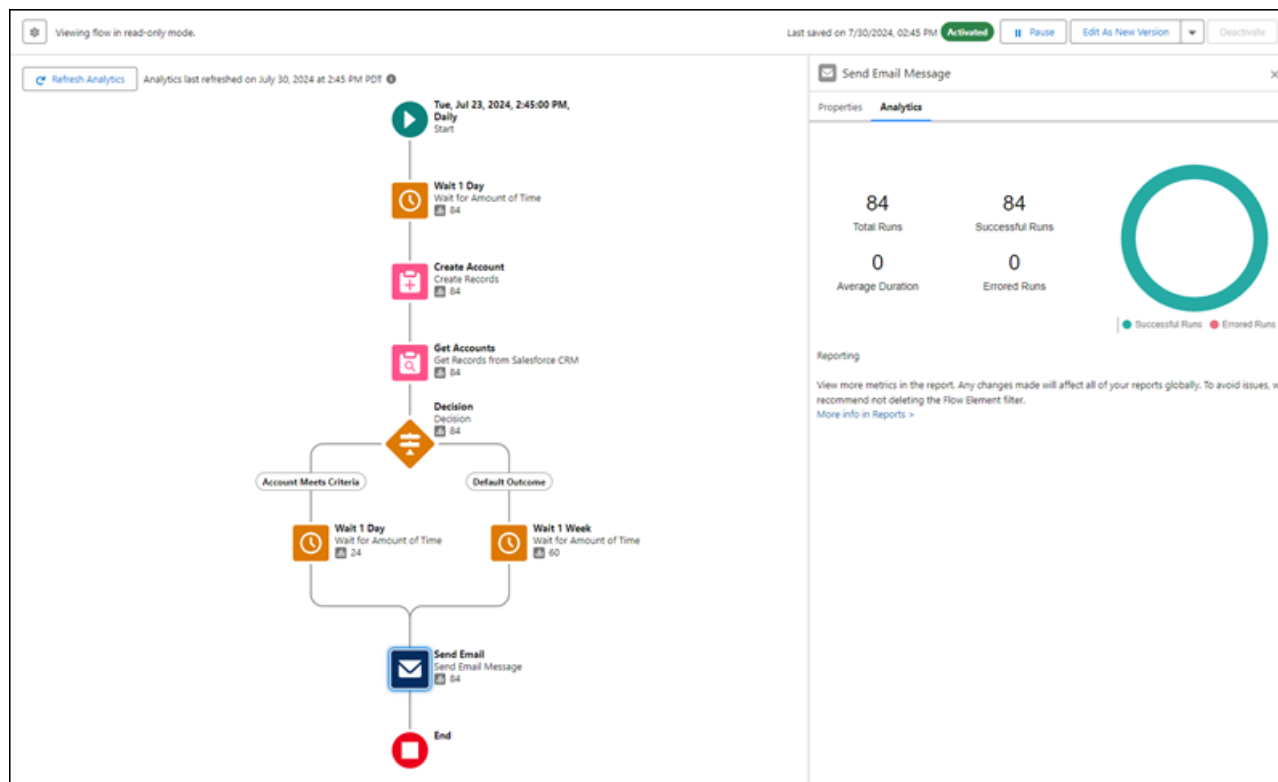 Viewing flow in read-only mode.
Last saved on 7/30/2024, 02:45 PM Activated Pause Edit As New Version Deactivate
Refresh Analytics Analytics last refreshed on July 30, 2024 at 2:45 PM PDT
Tue, Jul 23, 2024, 2:45:00 PM,
Daily
Start
Wait 1 Day
Wait for Amount of Time
84
Create Account
Create Records
84
Get Accounts
Get Records from Salesforce CRM
84
Decision
Decision
84
Account Meets Criteria Default Outcome
Wait 1 Day
Wait for Amount of Time
24
Wait 1 Week
Wait for Amount of Time
60
Send Email
Send Email Message
84
End
Send Email Message
Properties Analytics
84 84
Total Runs Successful Runs
0 0
Average Duration Errored Runs
Successful Runs Errored Runs
Reporting
View more metrics in the report. Any changes made will affect all of your reports globally. To avoid issues,
recommend not deleting the Flow Element filter.
More info in Reports >